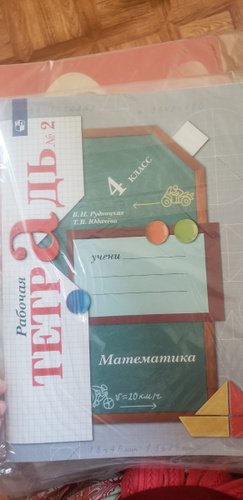 Рабочая
ТЕТРАДЬ № 2
4 КЛАСС
В. Н. Рудницкая
Т. В. Юдачёва
учени
Математика
v=10 км/ч